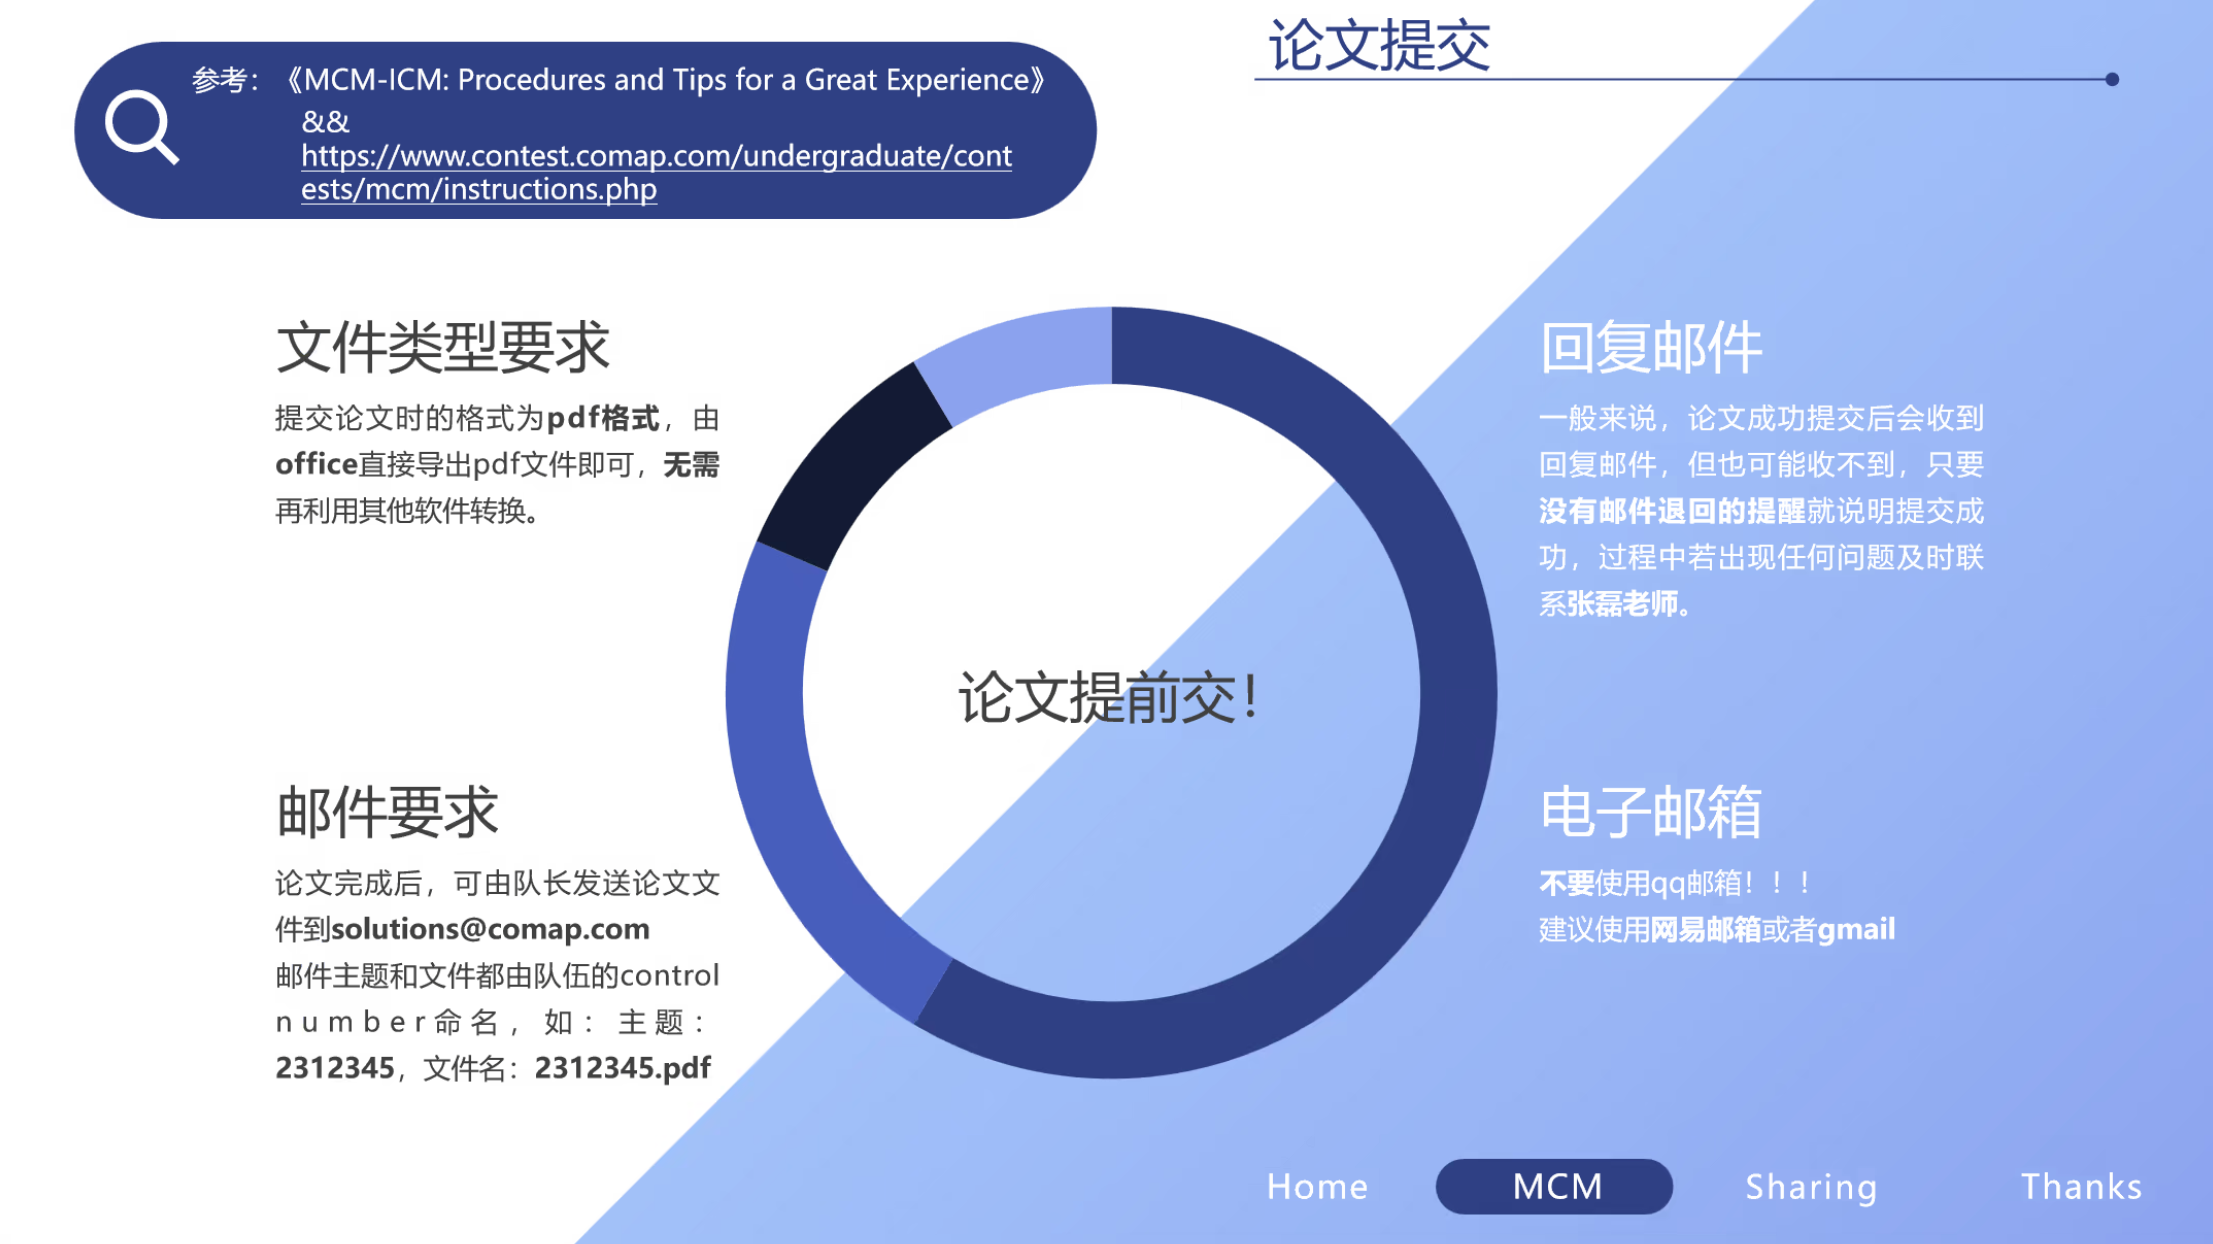 论文提交
参考：《MCM-ICM: Procedures and Tips for a Great Experience》
&&
https://www.contest.comap.com/undergraduate/cont
ests/mcm/instructions.php
文件类型要求
提交论文时的格式为pdf格式，由
office直接导出pdf文件即可，无需
再利用其他软件转换。
回复邮件
一般来说，论文成功提交后会收到
回复邮件，但也可能收不到，只要
没有邮件退回的提醒就说明提交成
功，过程中若出现任何问题及时联
系张磊老师。
论文提前交！
邮件要求
论文完成后，可由队长发送论文文
件到solutions@comap.com
邮件主题和文件都由队伍的control
number命名，如：主题：
2312345，文件名：2312345.pdf
电子邮箱
不要使用qq邮箱！！！
建议使用网易邮箱或者gmail
Home MCM Sharing Thanks